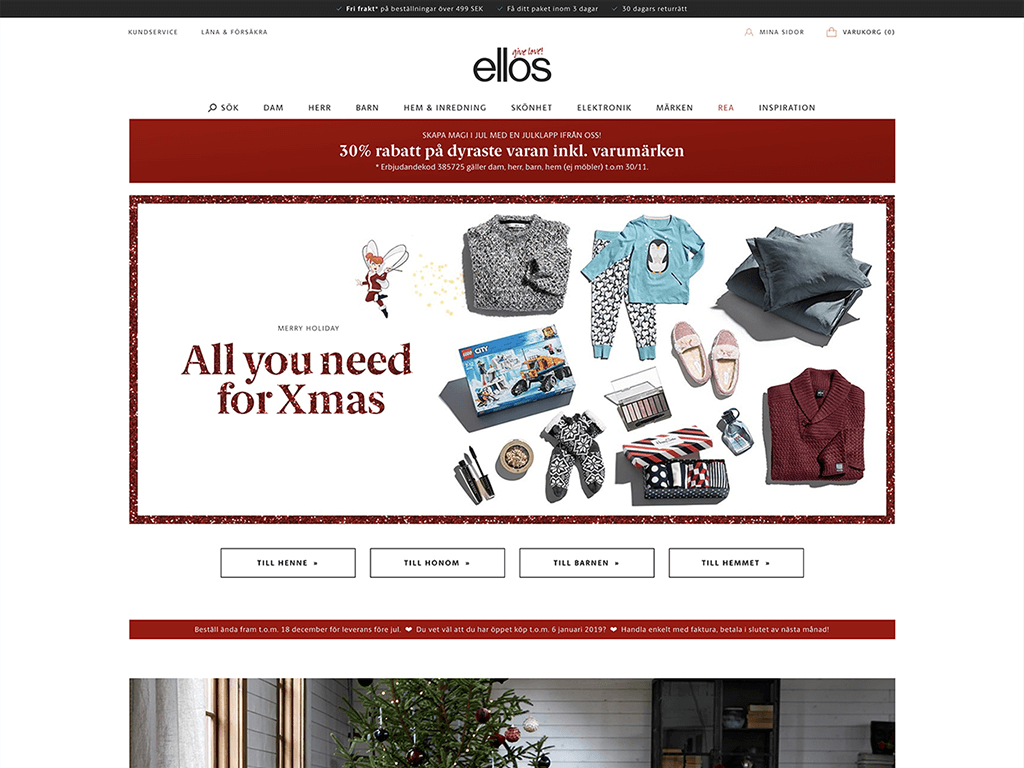 ✓ Fri frakt* på beställningar över 499 SEK ✓ Få ditt paket inom 3 dagar ✓ 30 dagars returrätt
KUNDSERVICE LÅNA & FÖRSÄKRA MINA SIDOR VARUKORG (0)
give love!
ellos
SÖK DAM HERR BARN HEM & INREDNING SKÖNHET ELEKTRONIK MÄRKEN REA INSPIRATION
SKAPA MAGI I JUL MED EN JULKLAPP IFRÅN OSS!
30% rabatt på dyraste varan inkl. varumärken
* Erbjudandekod 385725 gäller dam, herr, barn, hem (ej möbler) t.o.m 30/11.
MERRY HOLIDAY
All you need
for Xmas
LEGO CITY
TILL HENNE »
TILL HONOM »
TILL BARNEN »
TILL HEMMET »
Beställ ända fram t.o.m. 18 december för leverans före jul. ❤ Du vet väl att du har öppet köp t.o.m. 6 januari 2019? ❤ Handla enkelt med faktura, betala i slutet av nästa månad!